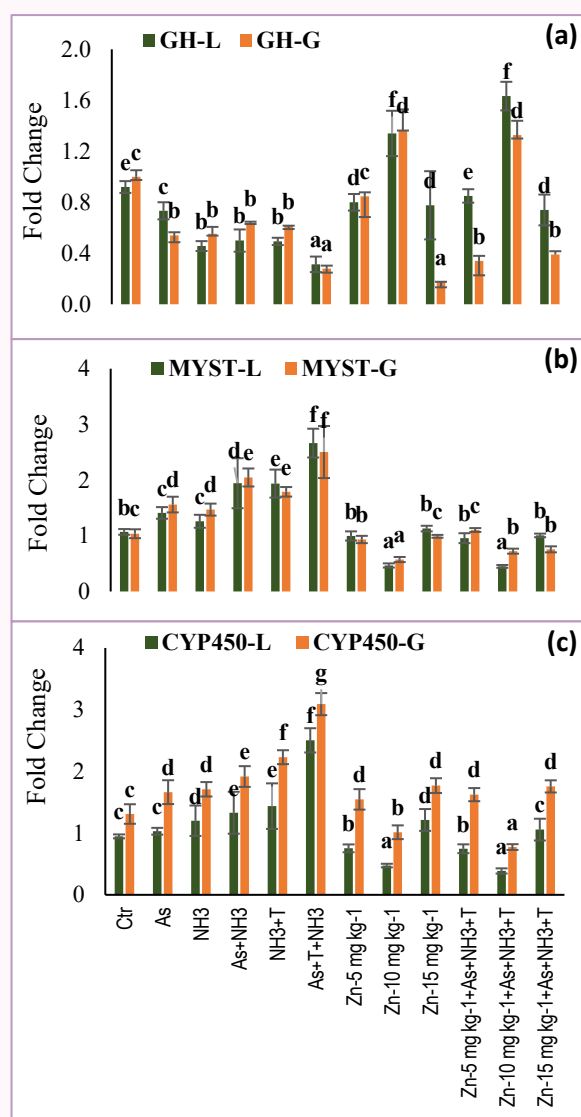 (a)
GH-L GH-G
Fold Change
2.0
1.6
1.2
0.8
0.4
0.0
e c c b b b b b b b a a d c f d d a e b f d d b
(b)
MYST-L MYST-G
4
3
2
1
0
b c c d c d d e e e f f b b a a b c b c a b b b
(c)
CYP450-L CYP450-G
Fold Change
4
3
2
1
0
c c c d e d e e e f f g b d a b d d b d a a c d
Ctr
As
NH3
As+NH3
NH3+T
As+T+NH3
Zn-5 mg kg-1
Zn-10 mg kg-1
Zn-15 mg kg-1
Zn-5 mg kg-1+As+NH3+T
Zn-10 mg kg-1+As+NH3+T
Zn-15 mg kg-1+As+NH3+T